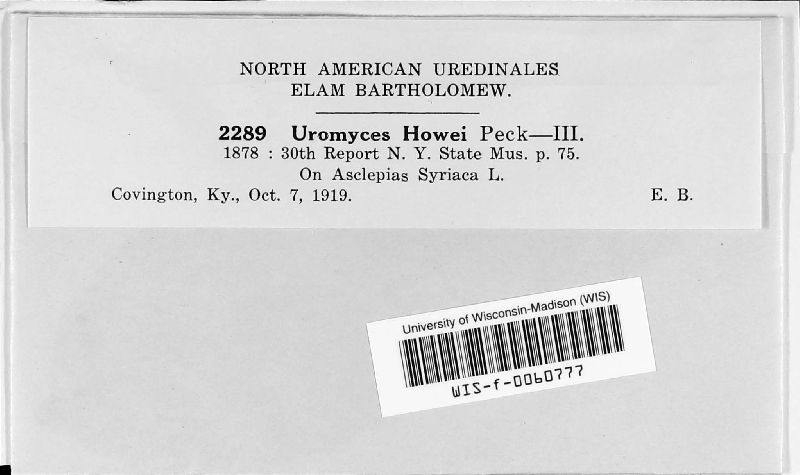 NORTH AMERICAN UREDINALES
ELAM BARTHOLOMEW.
2289 Uromyces Howei Peck—III.
1878 : 30th Report N. Y. State Mus. p. 75.
On Asclepias Syriaca L.
Covington, Ky., Oct. 7, 1919. E. B.
University of Wisconsin-Madison (WIS)
WIS-f-0060777